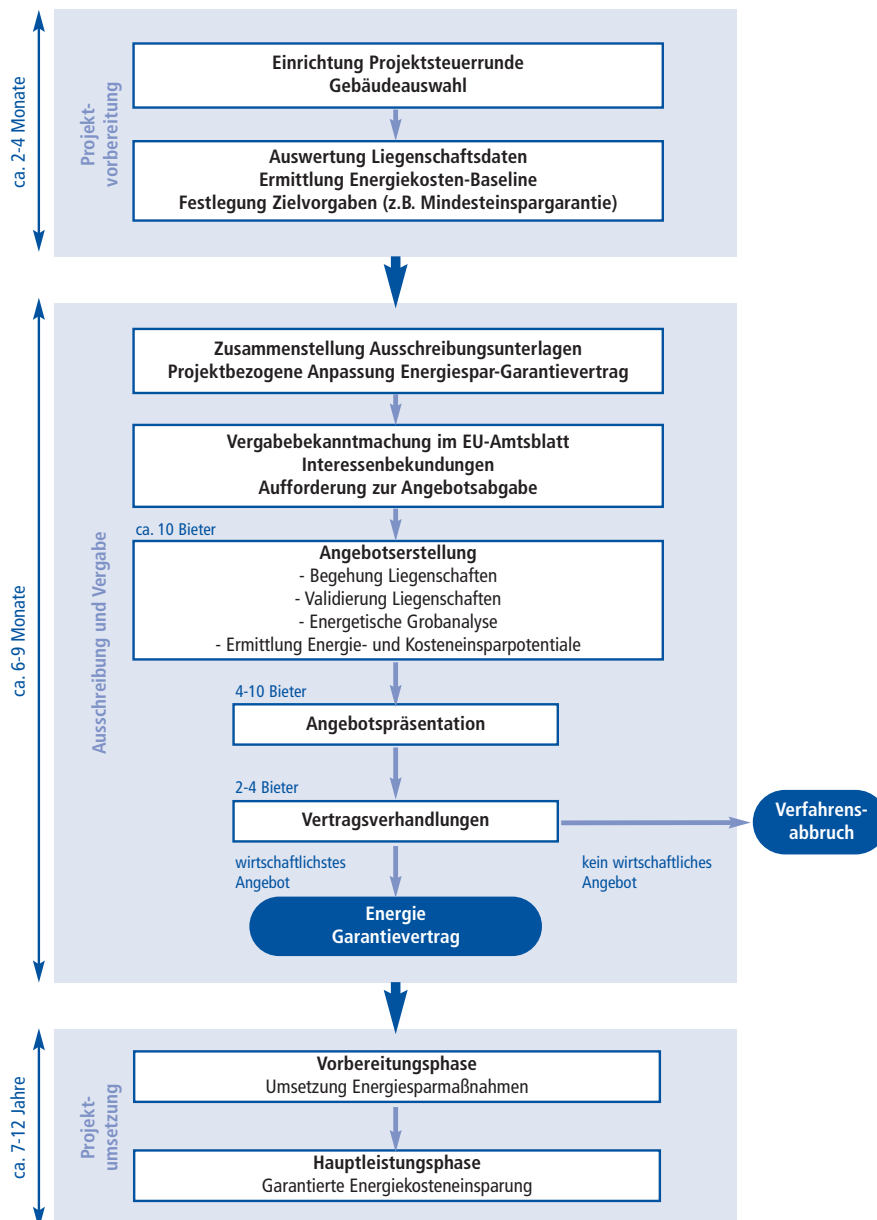 ca. 2-4 Monate
Projekt-
vorbereitung
Einrichtung Projektsteuerrunde
Gebäudeauswahl
Auswertung Liegenschaftsdaten
Ermittlung Energiekosten-Baseline
Festlegung Zielvorgaben (z.B. Mindesteinspargarantie)
ca. 6-9 Monate
Ausschreibung und Vergabe
Zusammenstellung Ausschreibungsunterlagen
Projektbezogene Anpassung Energiespar-Garantievertrag
Vergabebekanntmachung im EU-Amtsblatt
Interessenbekundungen
Aufforderung zur Angebotsabgabe
ca. 10 Bieter
Angebotserstellung
- Begehung Liegenschaften
- Validierung Liegenschaften
- Energetische Grobanalyse
- Ermittlung Energie- und Kosteneinsparpotentiale
4-10 Bieter
Angebotspräsentation
2-4 Bieter
Vertragsverhandlungen
Verfahrens-
abbruch
wirtschaftlichstes
Angebot
kein wirtschaftliches
Angebot
Energie
Garantievertrag
ca. 7-12 Jahre
Projekt-
umsetzung
Vorbereitungsphase
Umsetzung Energiesparmaßnahmen
Hauptleistungsphase
Garantierte Energiekosteneinsparung